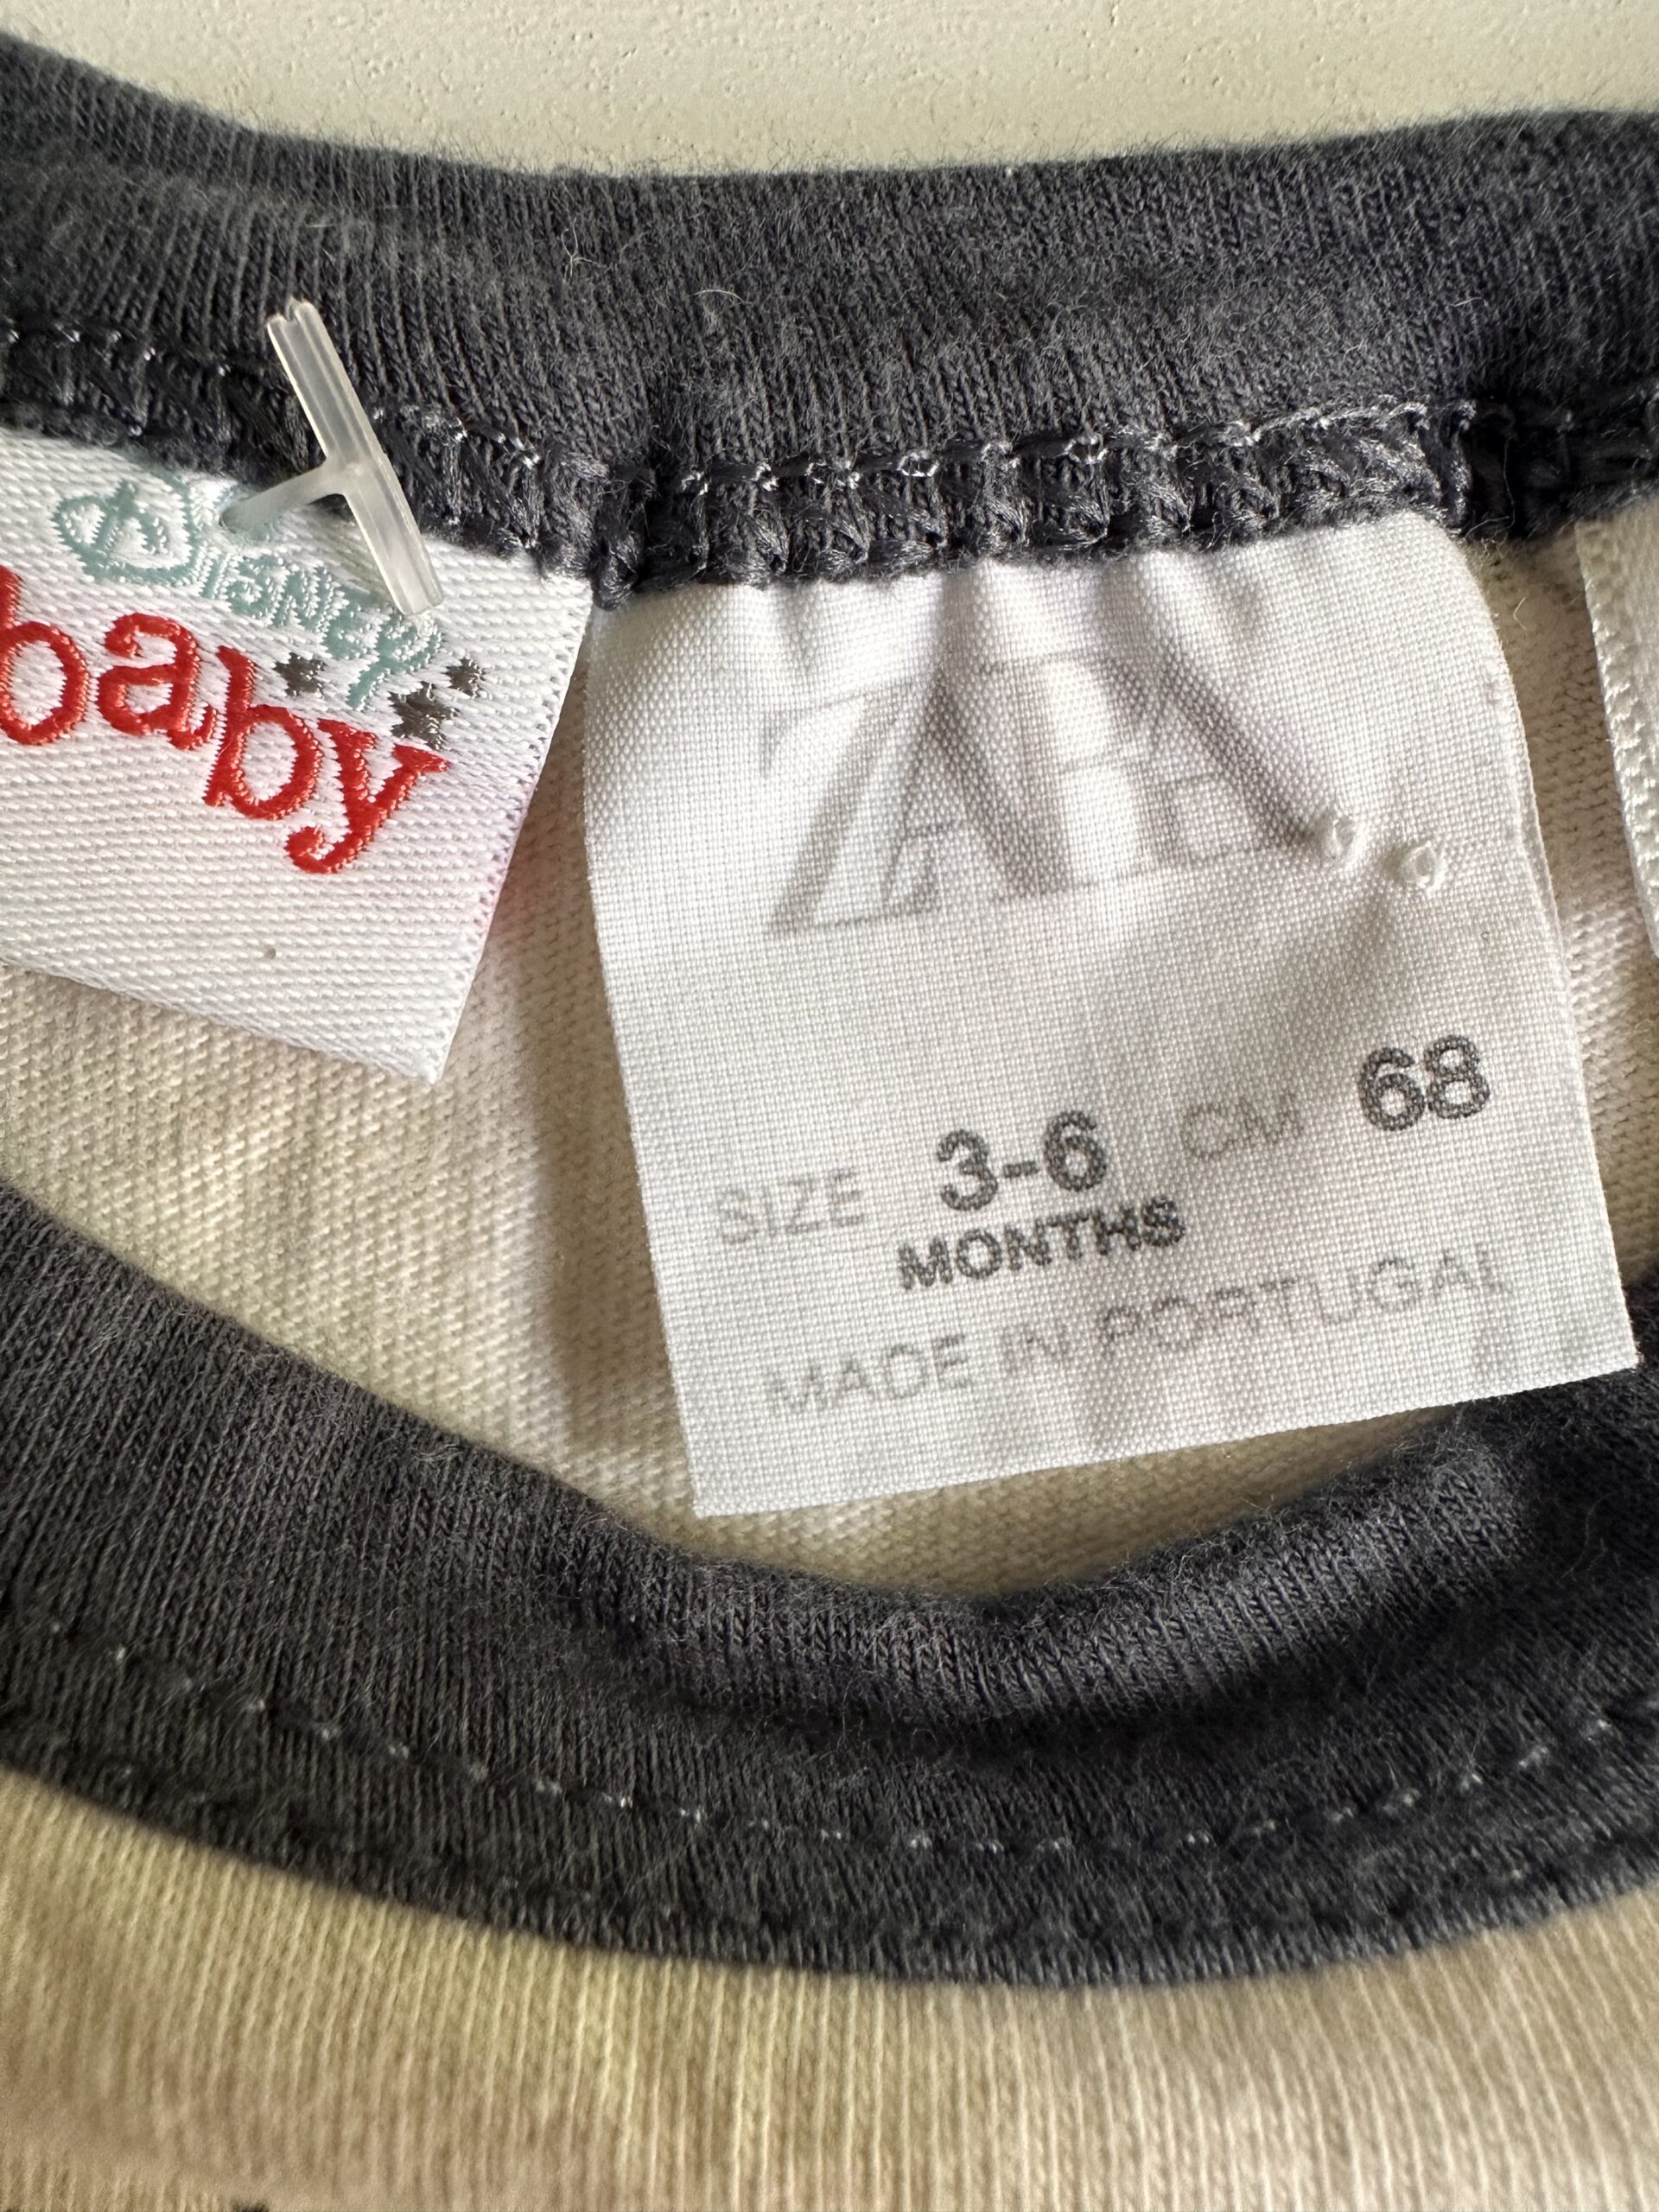 Disney
baby
ZARA
SIZE 3-6 CM 68
MONTHS
MADE IN PORTUGAL